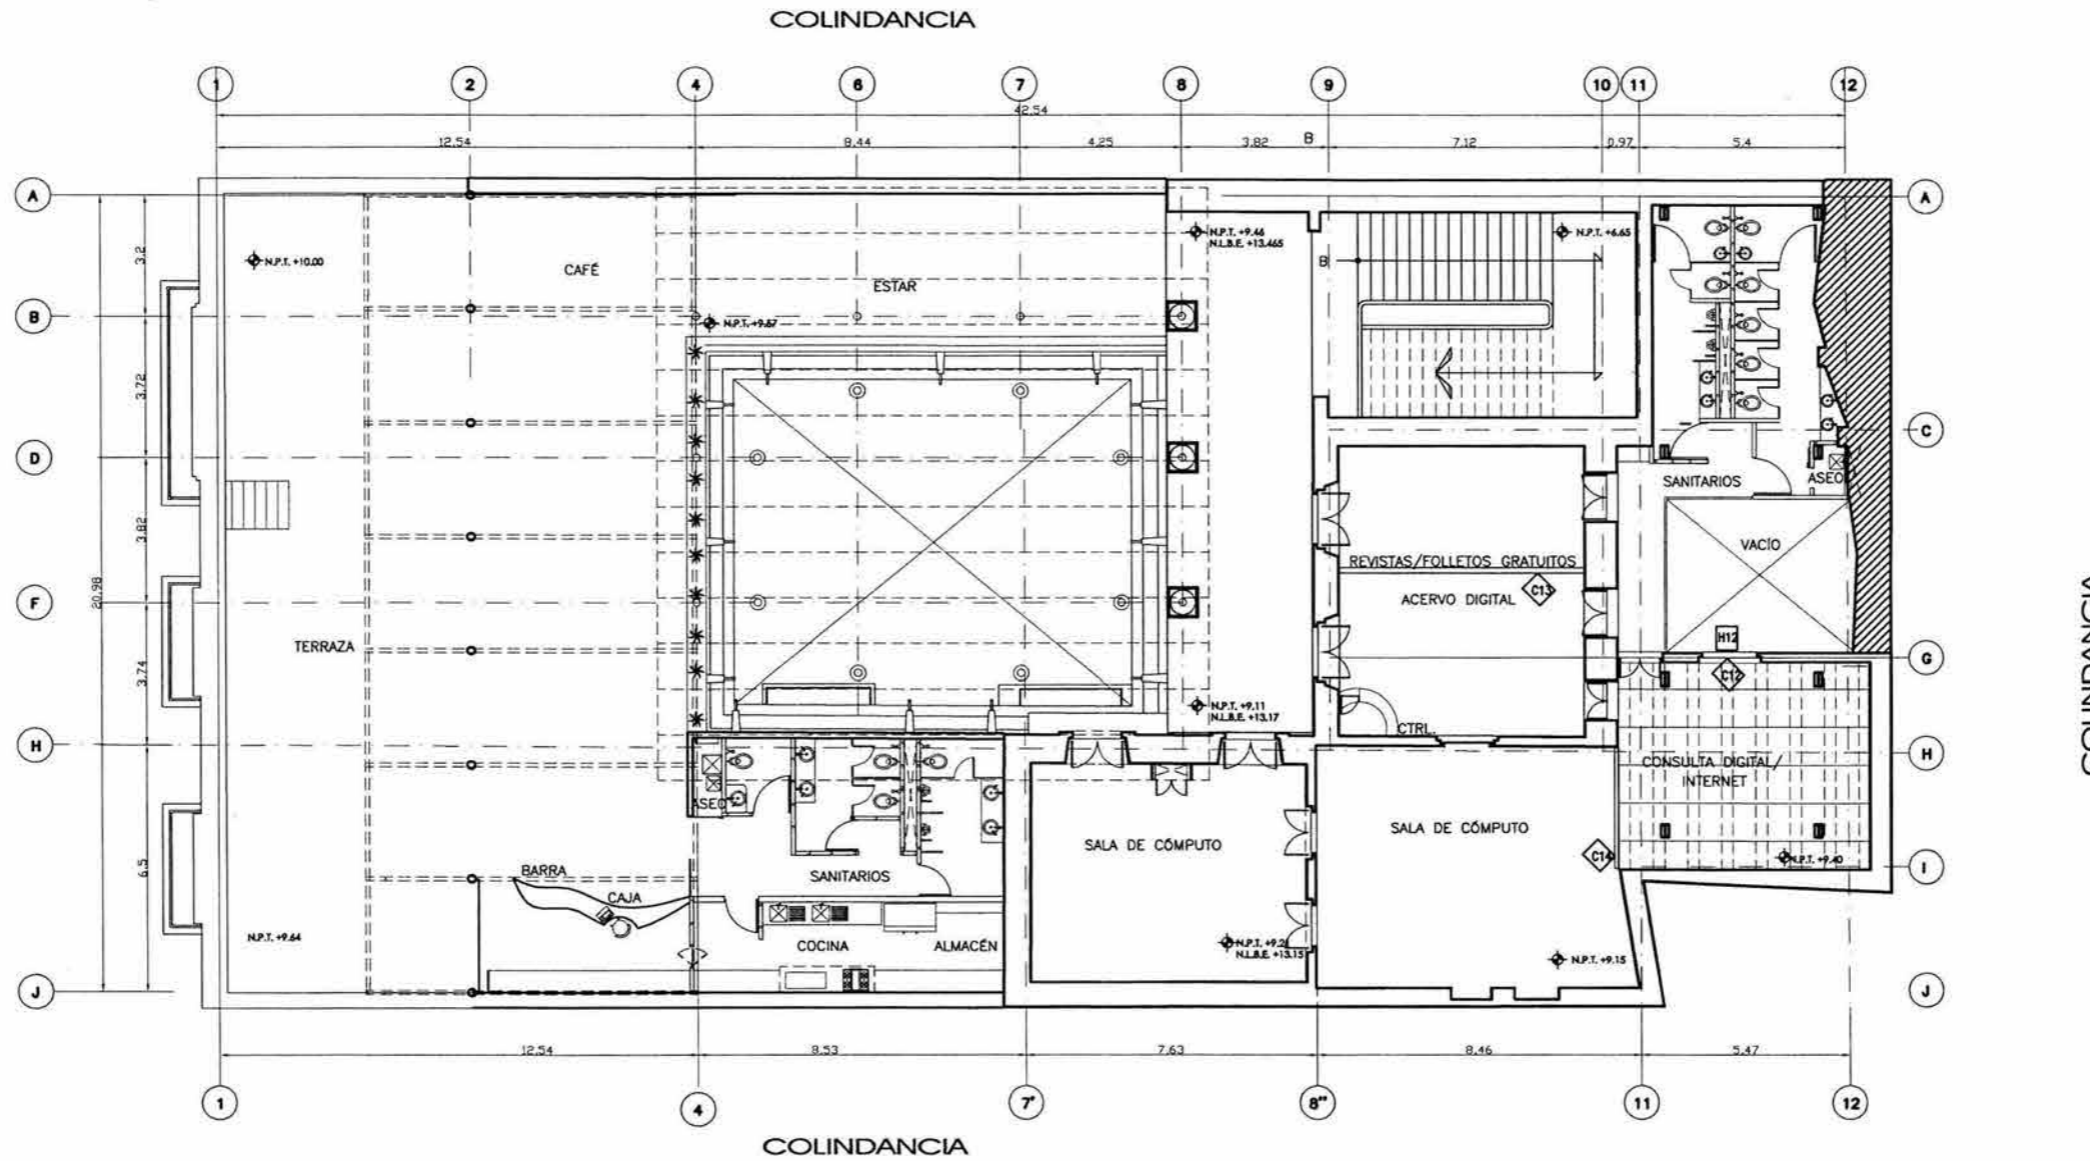 COLINDANCIA
1 2 4 6 7 8 9 10 11 12
42.54
12.54 8.44 4.25 3.82 B 7.12 0.97 5.4
A A
3.2
N.P.T. +10.00
CAFÉ
ESTAR
N.P.T. +9.46
N.L.B.E. +13.465
B
N.P.T. +6.65
B
N.P.T. +9.57
3.72
C
D
SANITARIOS
ASEO
3.82
VACÍO
REVISTAS/FOLLETOS GRATUITOS
20.98
F
ACERVO DIGITAL
C13
TERRAZA
H12
G
3.74
C12
N.P.T. +9.11
N.L.B.E. +13.17
CTRL.
H H
CONSULTA DIGITAL/
INTERNET
ASEO
SALA DE CÓMPUTO
SALA DE CÓMPUTO
C14
N.P.T. +9.40
I
6.5
BARRA
SANITARIOS
CAJA
N.P.T. +9.64
COCINA
ALMACÉN
N.P.T. +9.2
N.L.B.E. +13.15
N.P.T. +9.15
J J
12.54 8.53 7.63 8.46 5.47
1 4 7' 8" 11 12
COLINDANCIA
COLINDANCIA